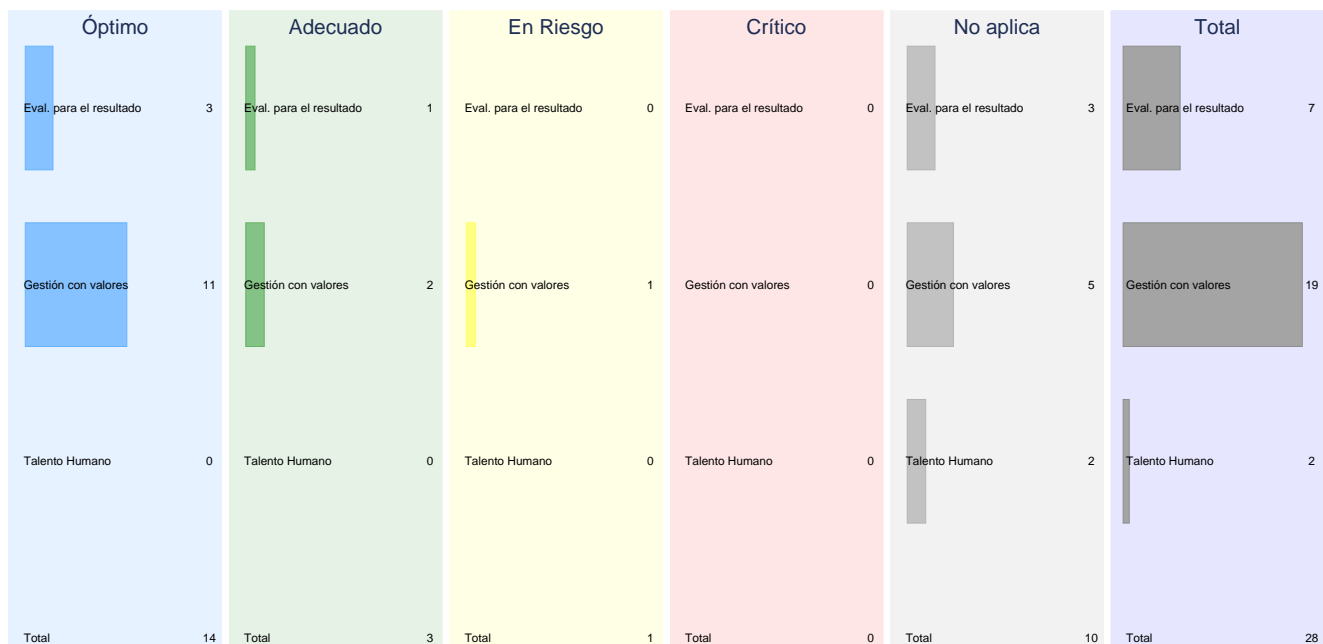 Óptimo Adecuado En Riesgo Crítico No aplica Total
Eval. para el resultado 3 Eval. para el resultado 1 Eval. para el resultado 0 Eval. para el resultado 0 Eval. para el resultado 3 Eval. para el resultado 7
Gestión con valores 11 Gestión con valores 2 Gestión con valores 1 Gestión con valores 0 Gestión con valores 5 Gestión con valores 19
Talento Humano 0 Talento Humano 0 Talento Humano 0 Talento Humano 0 Talento Humano 2 Talento Humano 2
Total 14 Total 3 Total 1 Total 0 Total 10 Total 28